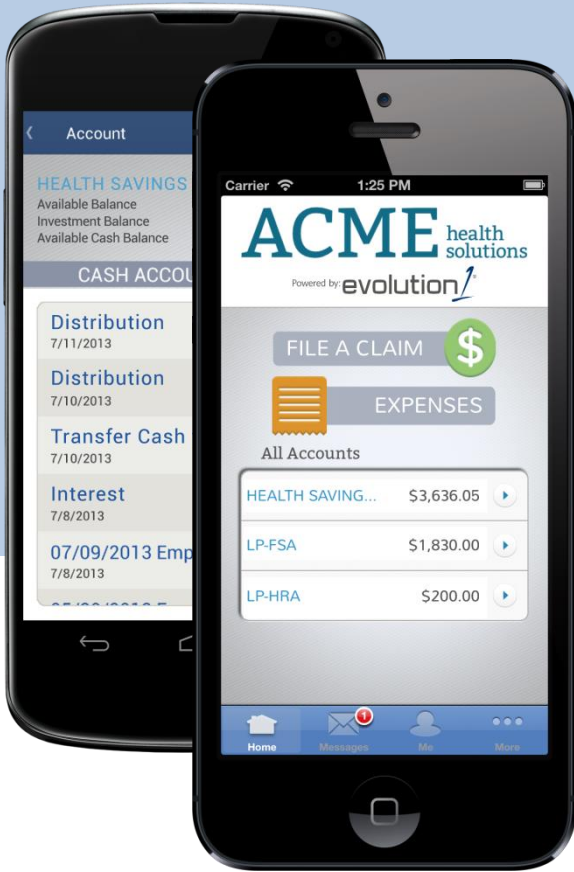 Account
HEALTH SAVINGS
Available Balance
Investment Balance
Available Cash Balance
CASH ACCOU
Distribution
7/11/2013
Distribution
7/10/2013
Transfer Cash
7/10/2013
Interest
7/8/2013
07/09/2013 Emp
7/8/2013
Carrier 1:25 PM
ACME health solutions
Powered by: evolution1
FILE A CLAIM $
EXPENSES
All Accounts
HEALTH SAVING... $3,636.05
LP-FSA $1,830.00
LP-HRA $200.00
1
Home Messages Me More